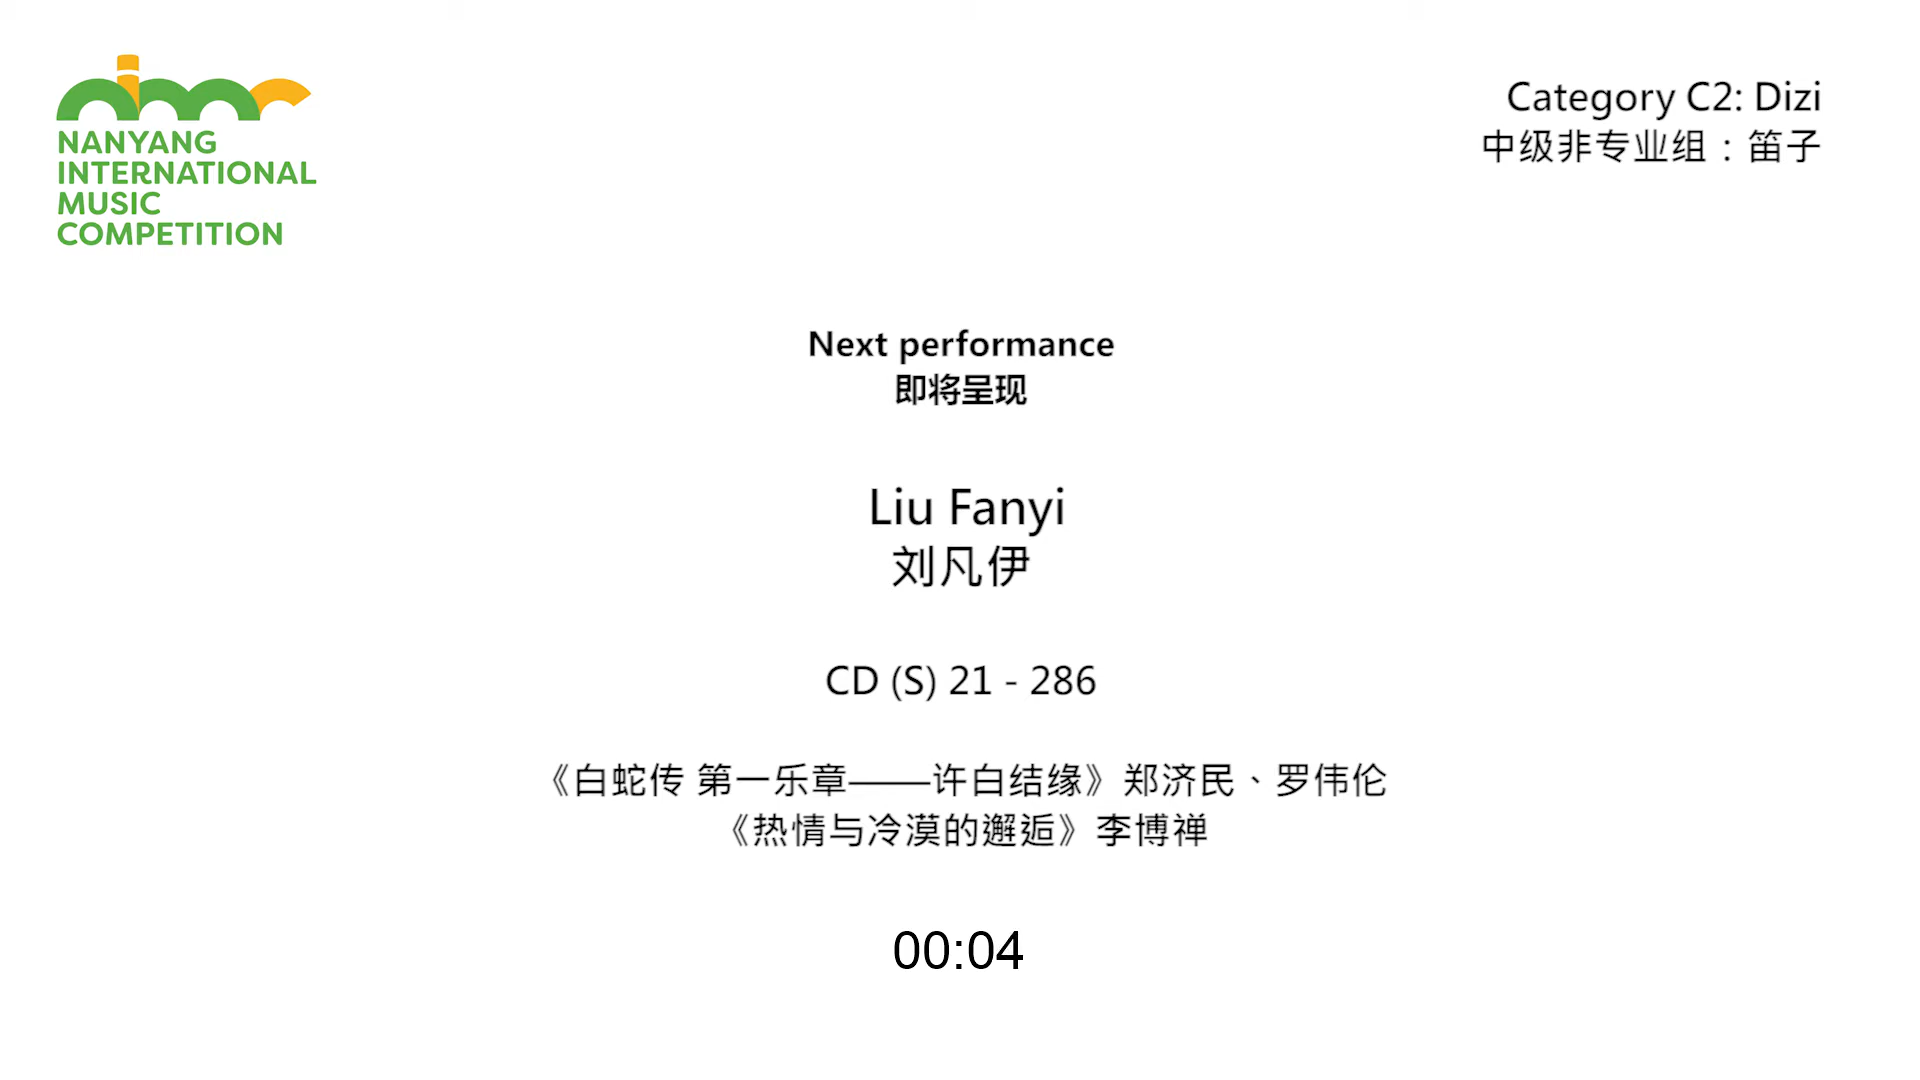 nimc
NANYANG
INTERNATIONAL
MUSIC
COMPETITION
Category C2: Dizi
中级非专业组：笛子
Next performance
即将呈现
Liu Fanyi
刘凡伊
CD (S) 21 - 286
《白蛇传 第一乐章——许白结缘》郑济民、罗伟伦
《热情与冷漠的邂逅》李博禅
00:04